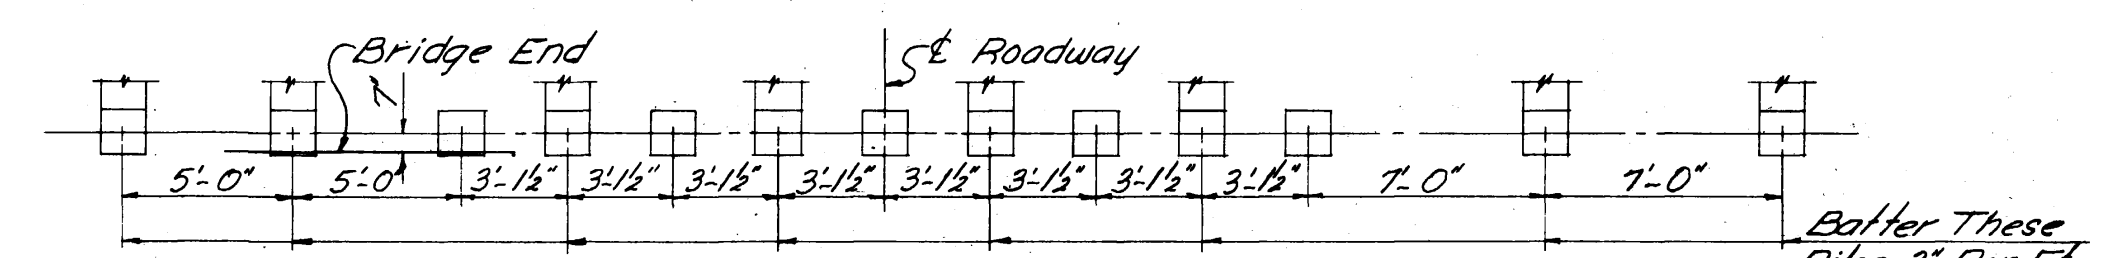 Bridge End
℄ Roadway
7"
5'-0" 5'-0" 3'-1½" 3'-1½" 3'-1½" 3'-1½" 3'-1½" 3'-1½" 3'-1½" 3'-1½" 7'-0" 7'-0"
Batter These